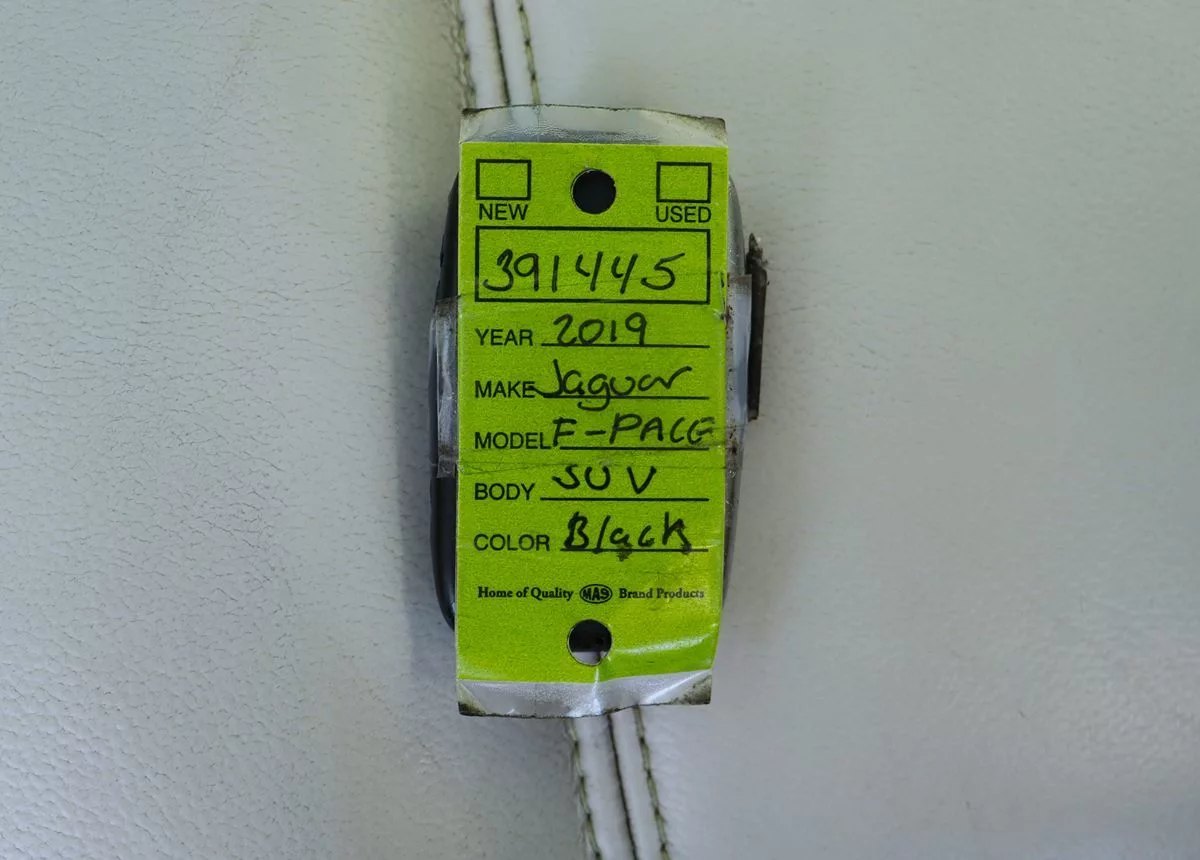 NEW USED
391445
YEAR 2019
MAKE Jaguar
MODEL F-PACE
BODY SUV
COLOR Black
Home of Quality MAS Brand Products